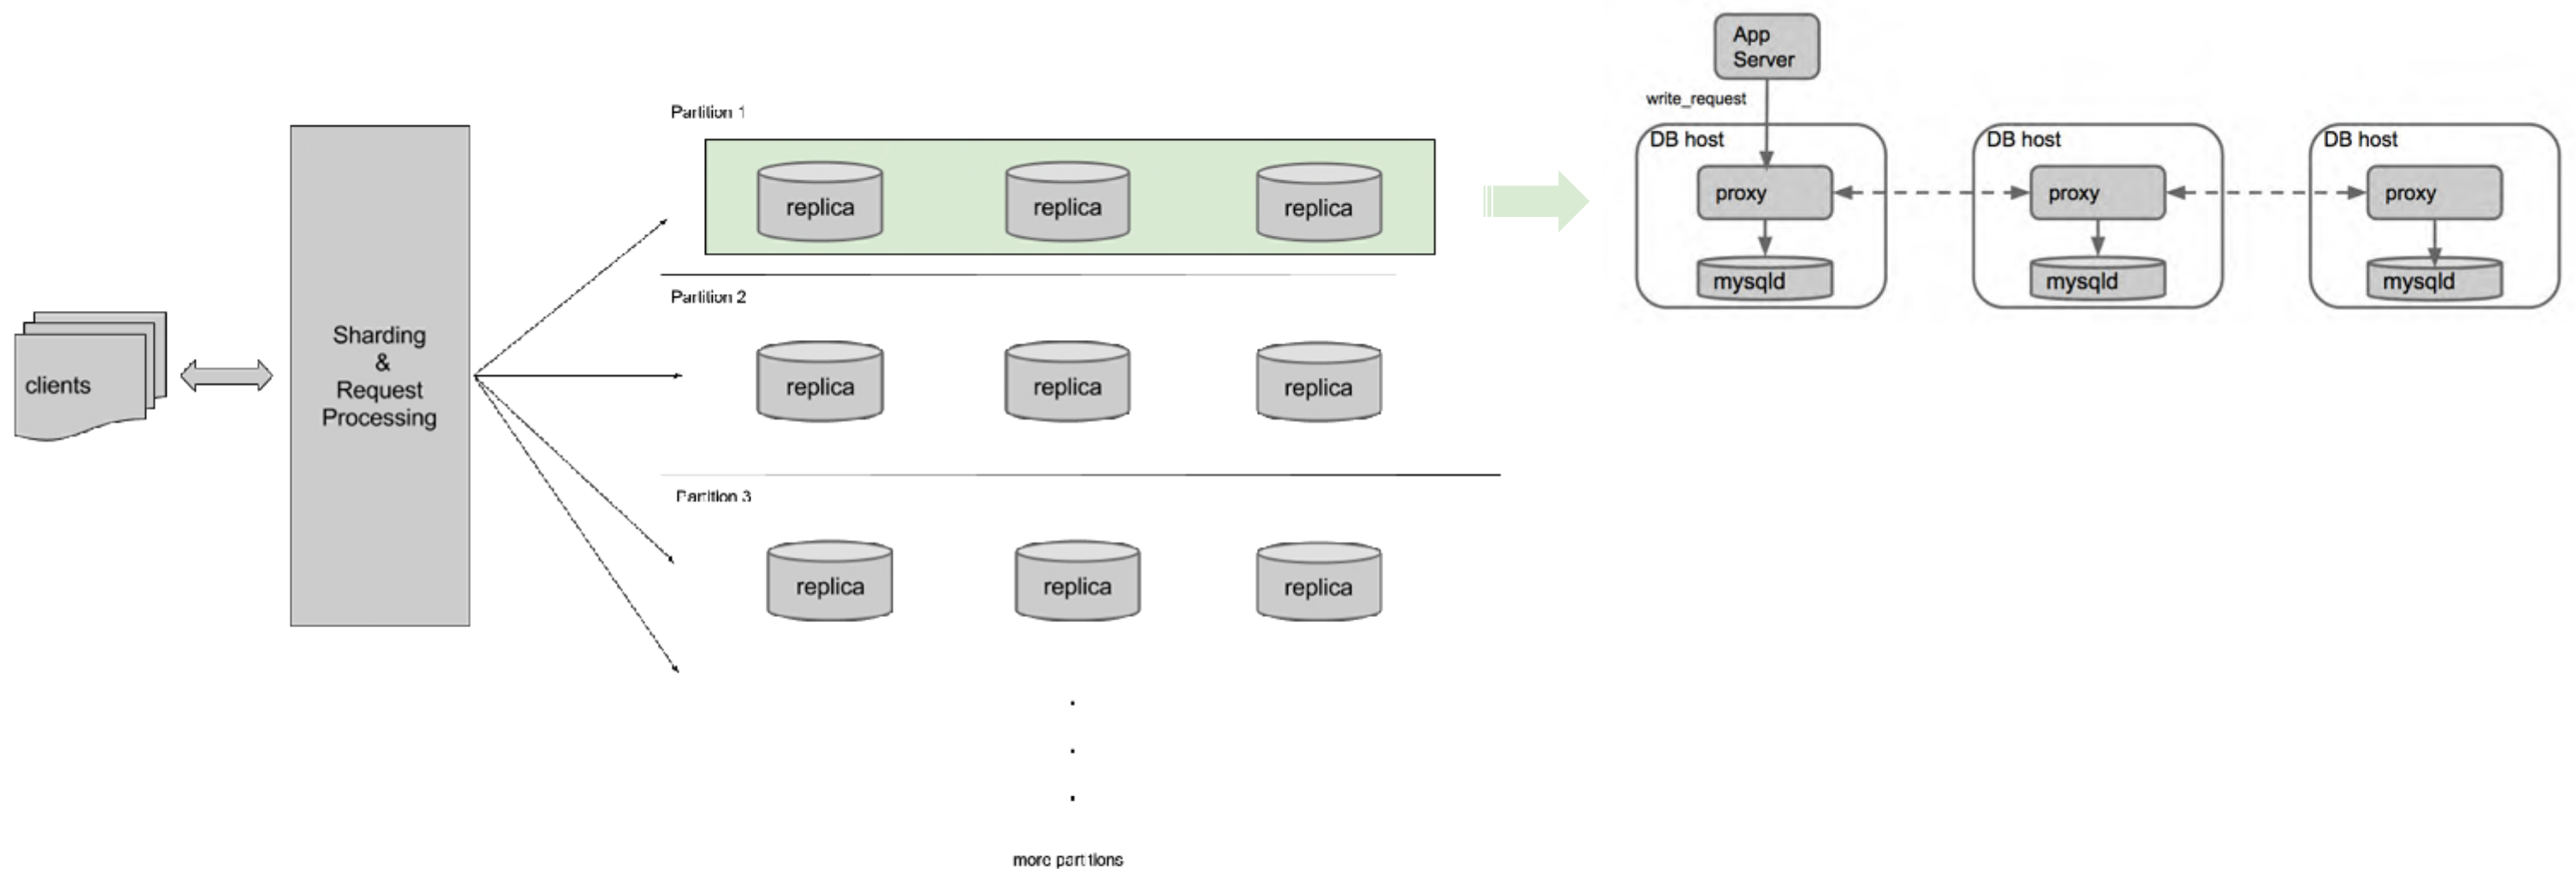 clients
Sharding
&
Request
Processing
Partition 1
replica
replica
replica
Partition 2
replica
replica
replica
Partition 3
replica
replica
replica
.
.
.
more partitions
App
Server
write_request
DB host
proxy
mysqld
DB host
proxy
mysqld
DB host
proxy
mysqld